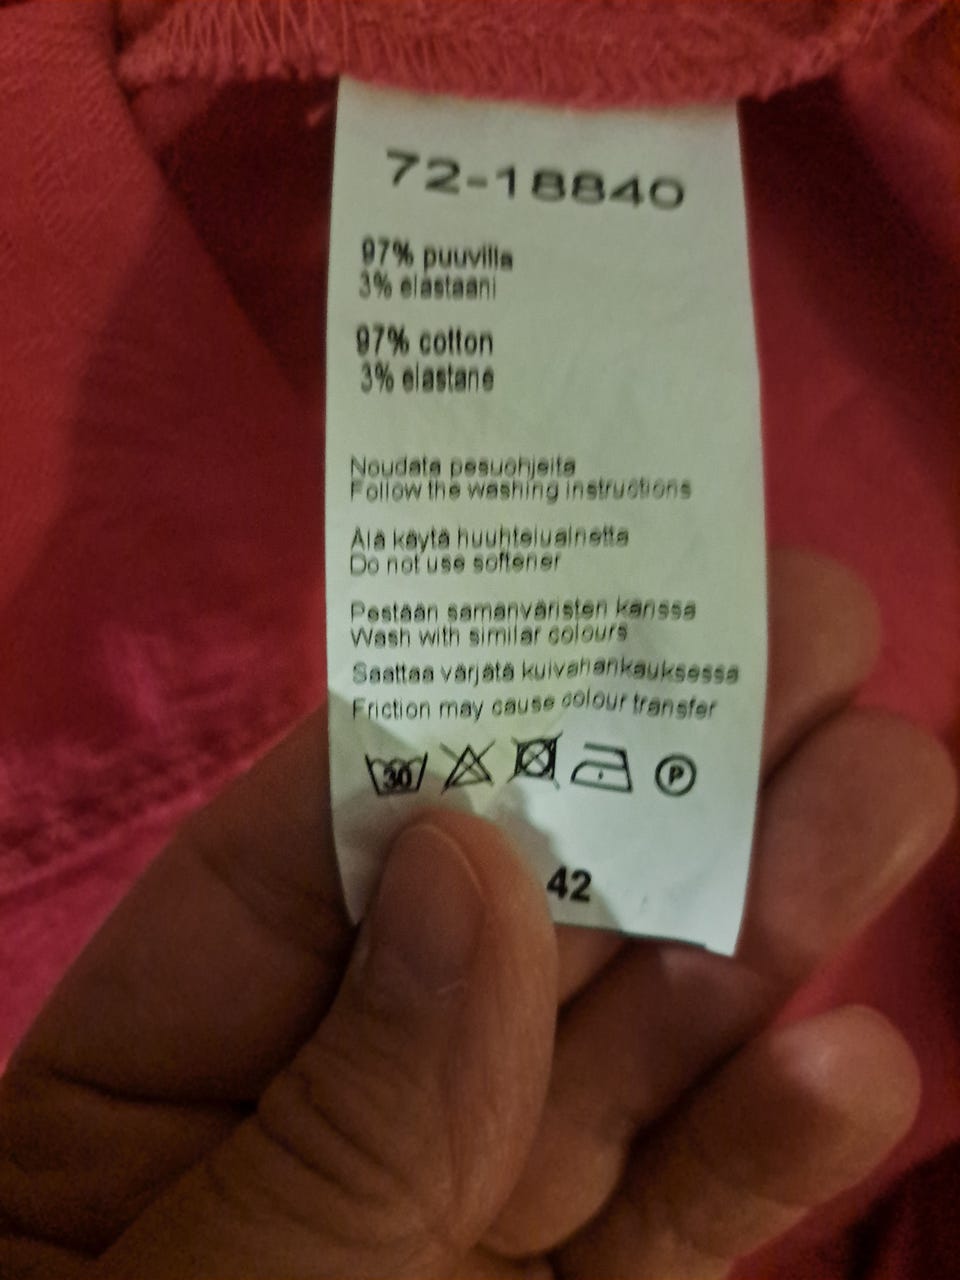 72-18840
97% puuvilla
3% elastaani
97% cotton
3% elastane
Noudata pesuohjeita
Follow the washing instructions
Älä käytä huuhteluainetta
Do not use softener
Pestään samanväristen kanssa
Wash with similar colours
Saattaa värjätä kuivahankauksessa
Friction may cause colour transfer
30 P
42